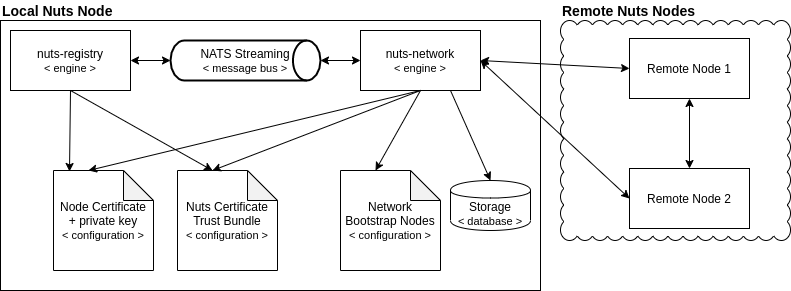 Local Nuts Node
Remote Nuts Nodes
nuts-registry
< engine >
NATS Streaming
< message bus >
nuts-network
< engine >
Remote Node 1
Node Certificate
+ private key
< configuration >
Nuts Certificate
Trust Bundle
< configuration >
Network
Bootstrap Nodes
< configuration >
Storage
< database >
Remote Node 2